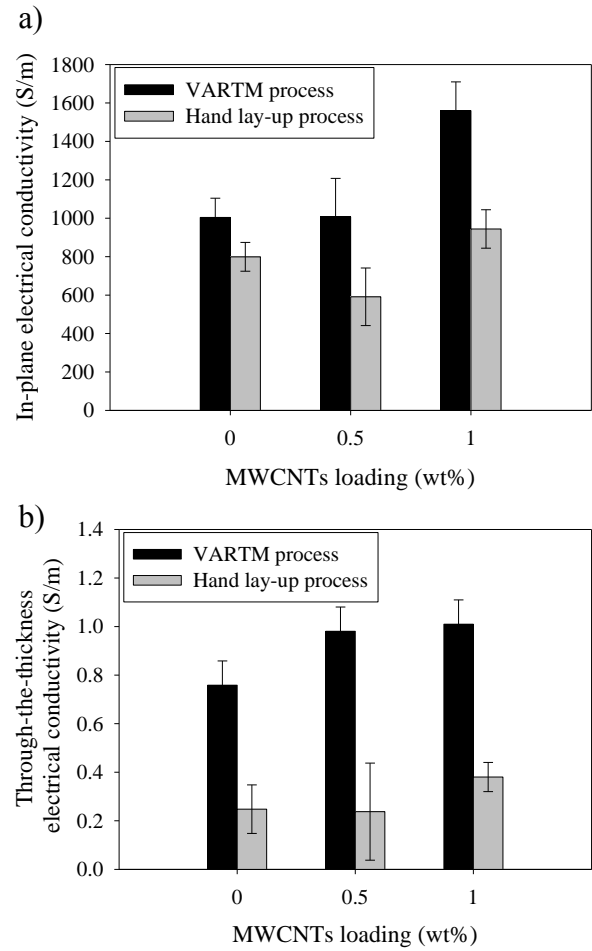 a)
In-plane electrical conductivity (S/m)
1800
1600
1400
1200
1000
800
600
400
200
0
VARTM process
Hand lay-up process
0 0.5 1
MWCNTs loading (wt%)
b)
Through-the-thickness
electrical conductivity (S/m)
1.4
1.2
1.0
0.8
0.6
0.4
0.2
0.0
VARTM process
Hand lay-up process
0 0.5 1
MWCNTs loading (wt%)